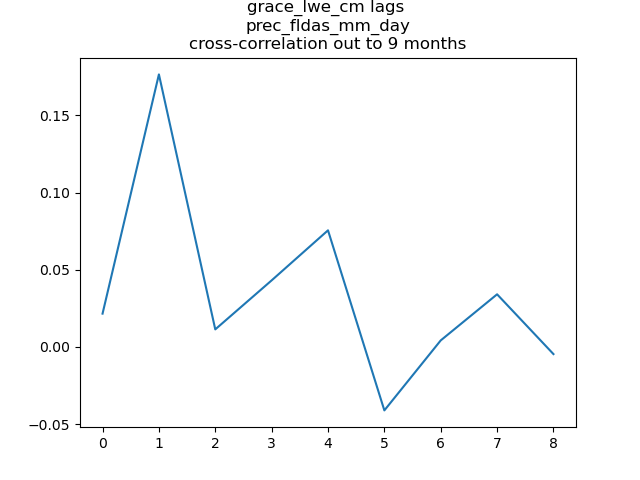 grace_lwe_cm lags
prec_fldas_mm_day
cross-correlation out to 9 months
0.15
0.10
0.05
0.00
−0.05
0 1 2 3 4 5 6 7 8